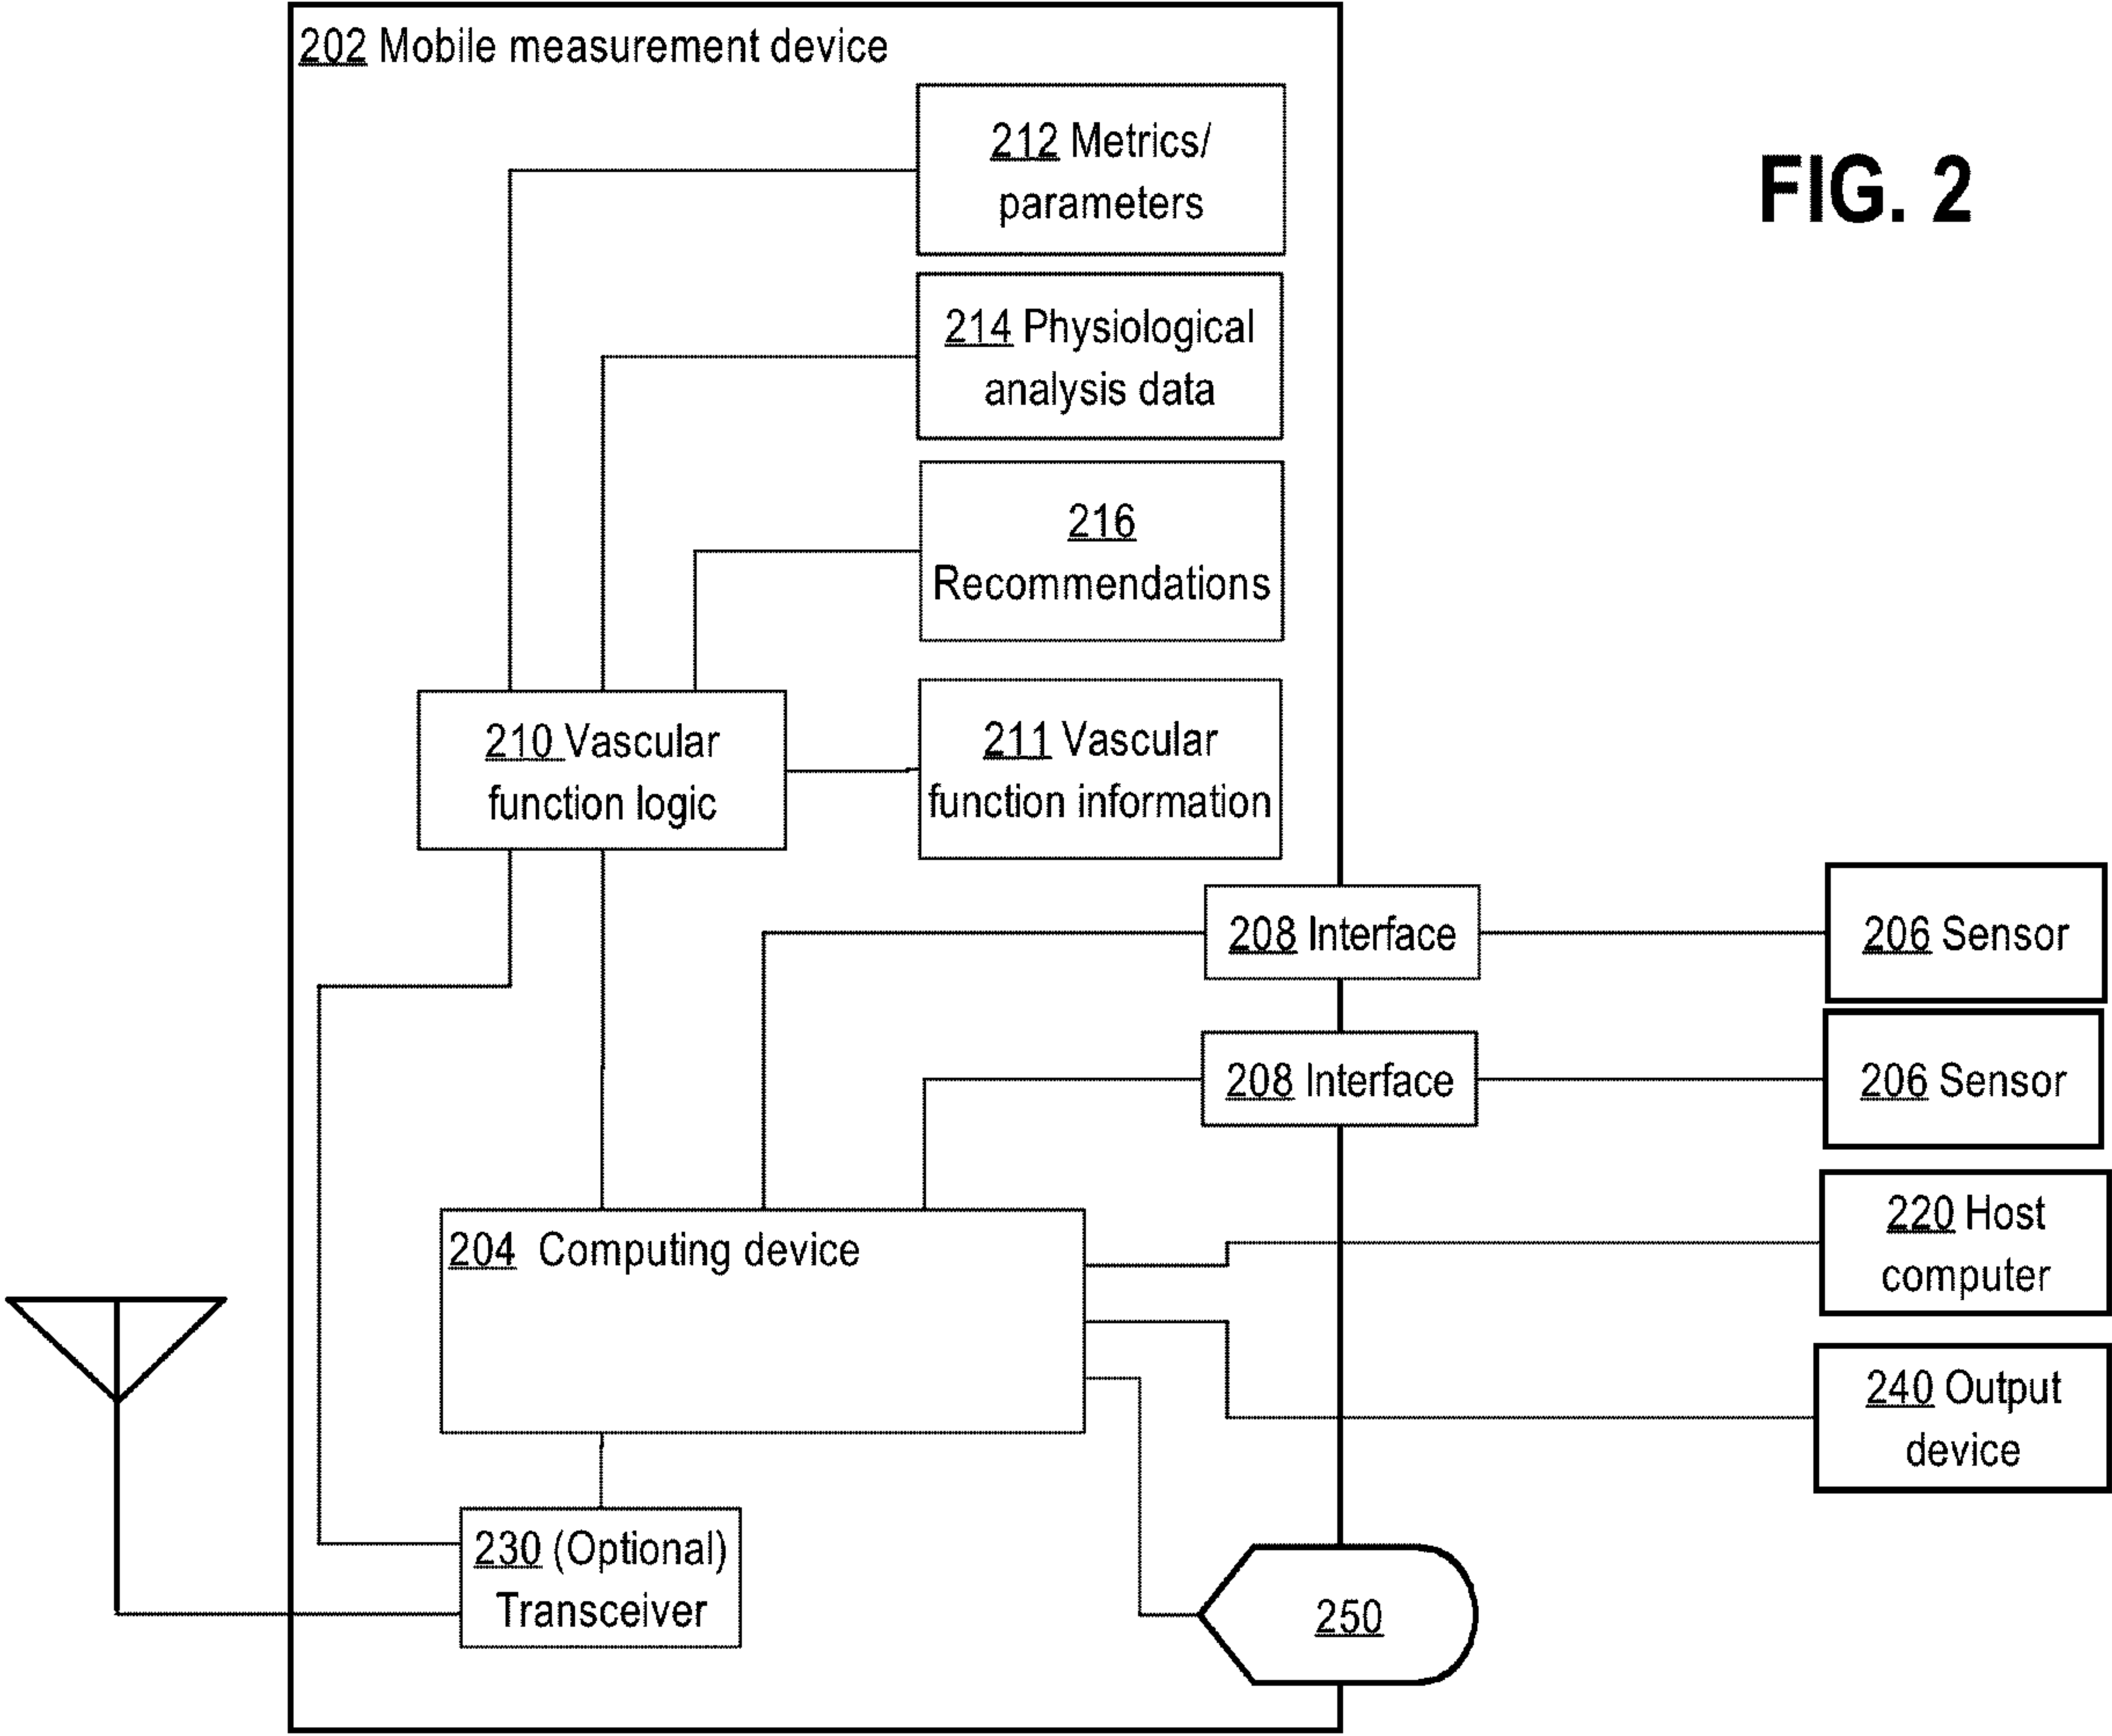 202 Mobile measurement device
212 Metrics/
parameters
FIG. 2
214 Physiological
analysis data
216
Recommendations
210 Vascular
function logic
211 Vascular
function information
208 Interface
206 Sensor
208 Interface
206 Sensor
204 Computing device
220 Host
computer
240 Output
device
230 (Optional)
Transceiver
250